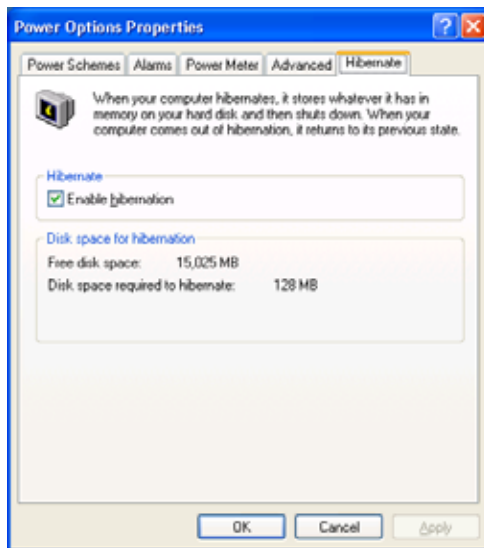 Power Options Properties
Power Schemes Alarms Power Meter Advanced Hibernate
When your computer hibernates, it stores whatever it has in
memory on your hard disk and then shuts down. When your
computer comes out of hibernation, it returns to its previous state.
Hibernate
Enable hibernation
Disk space for hibernation
Free disk space: 15,025 MB
Disk space required to hibernate: 128 MB
OK Cancel Apply